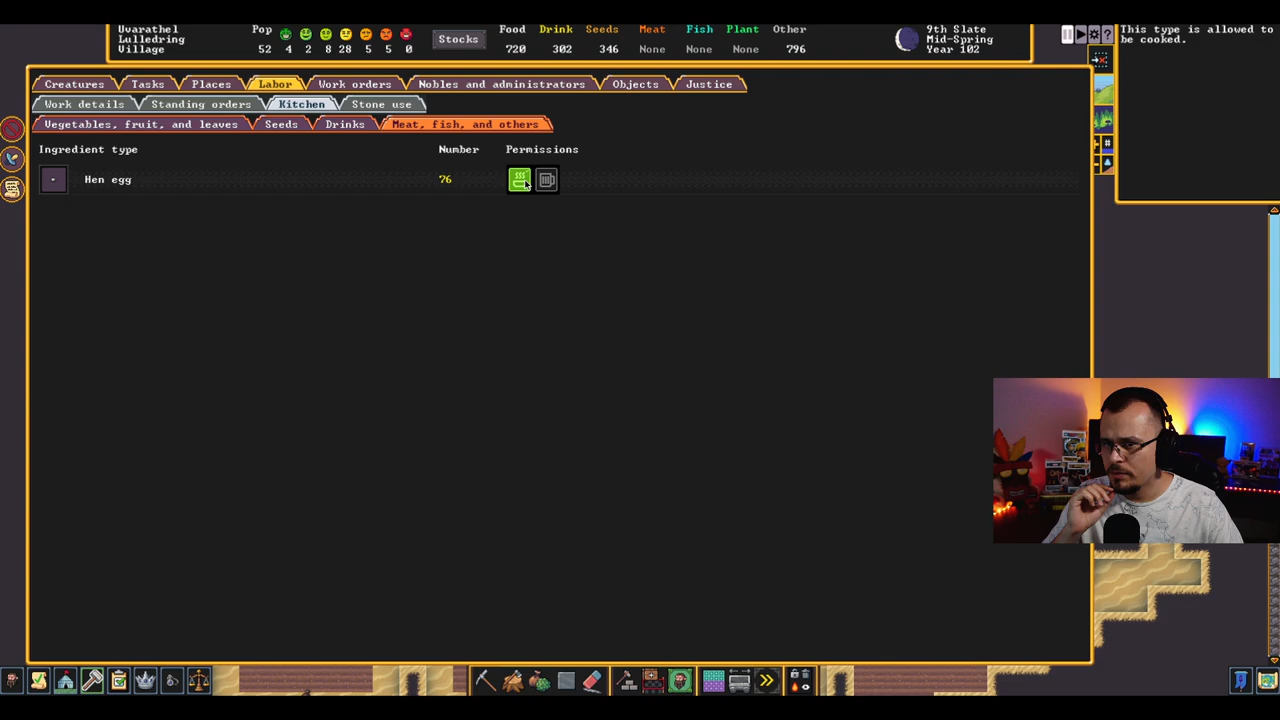 Uvarathel
Lulledring
Village
Pop
52 4 2 8 28 5 5 0
Stocks
Food Drink Seeds Meat Fish Plant Other
720 302 346 None None None 796
9th Slate
Mid-Spring
Year 102
This type is allowed to
be cooked.
Creatures Tasks Places Labor Work orders Nobles and administrators Objects Justice
Work details Standing orders Kitchen Stone use
Vegetables, fruit, and leaves Seeds Drinks Meat, fish, and others
Ingredient type Number Permissions
Hen egg 76